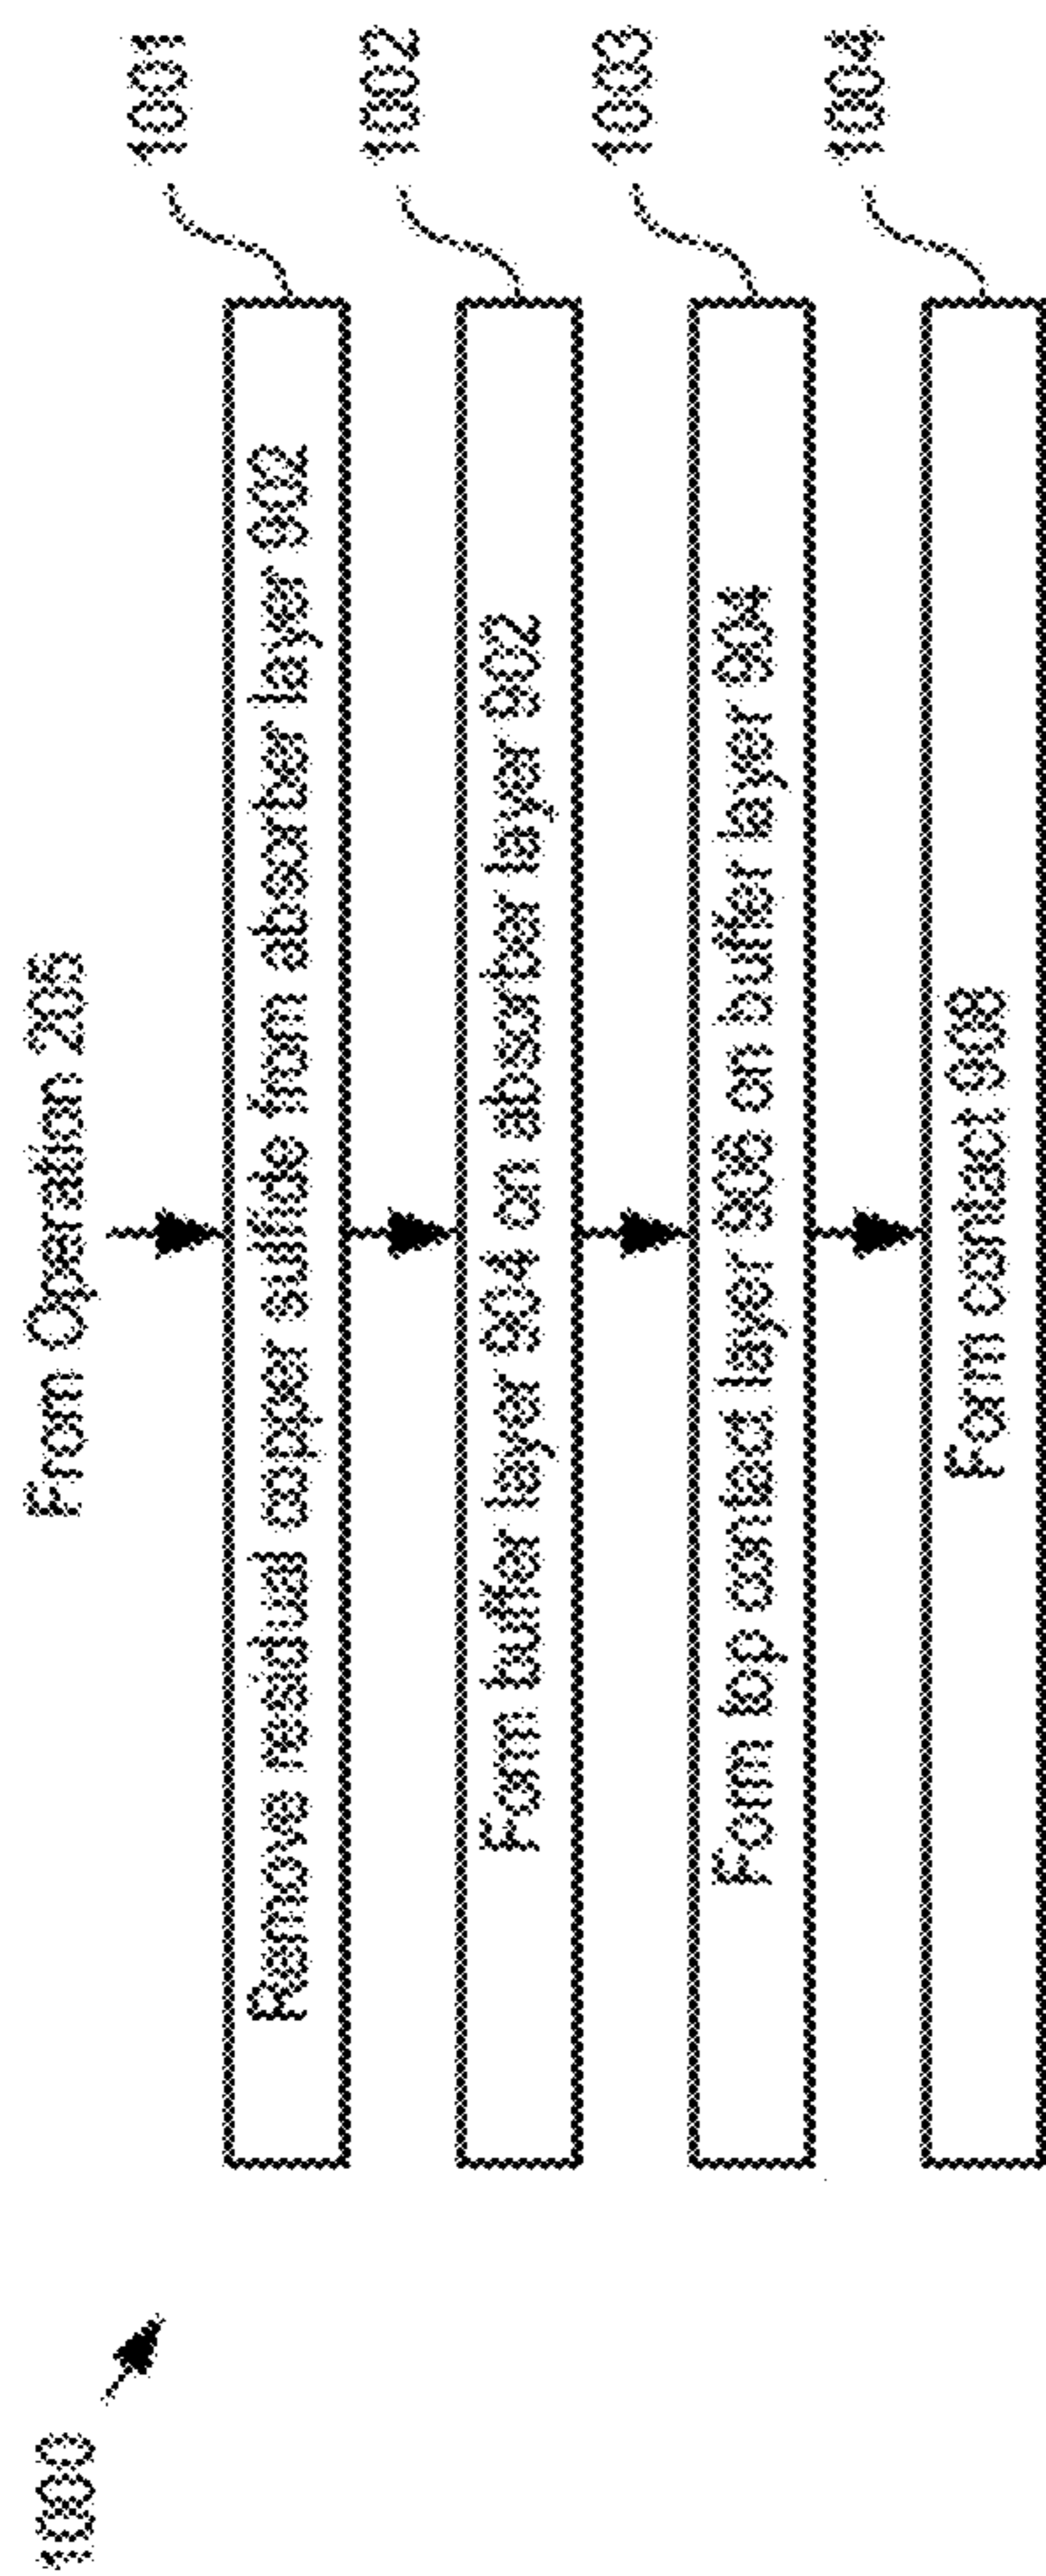 1000
From Operation 205
1001
Remove residual copper sulfide from absorber layer 902
1002
Form buffer layer 904 on absorber layer 902
1003
Form top contact layer 906 on buffer layer 904
1004
Form contact 908